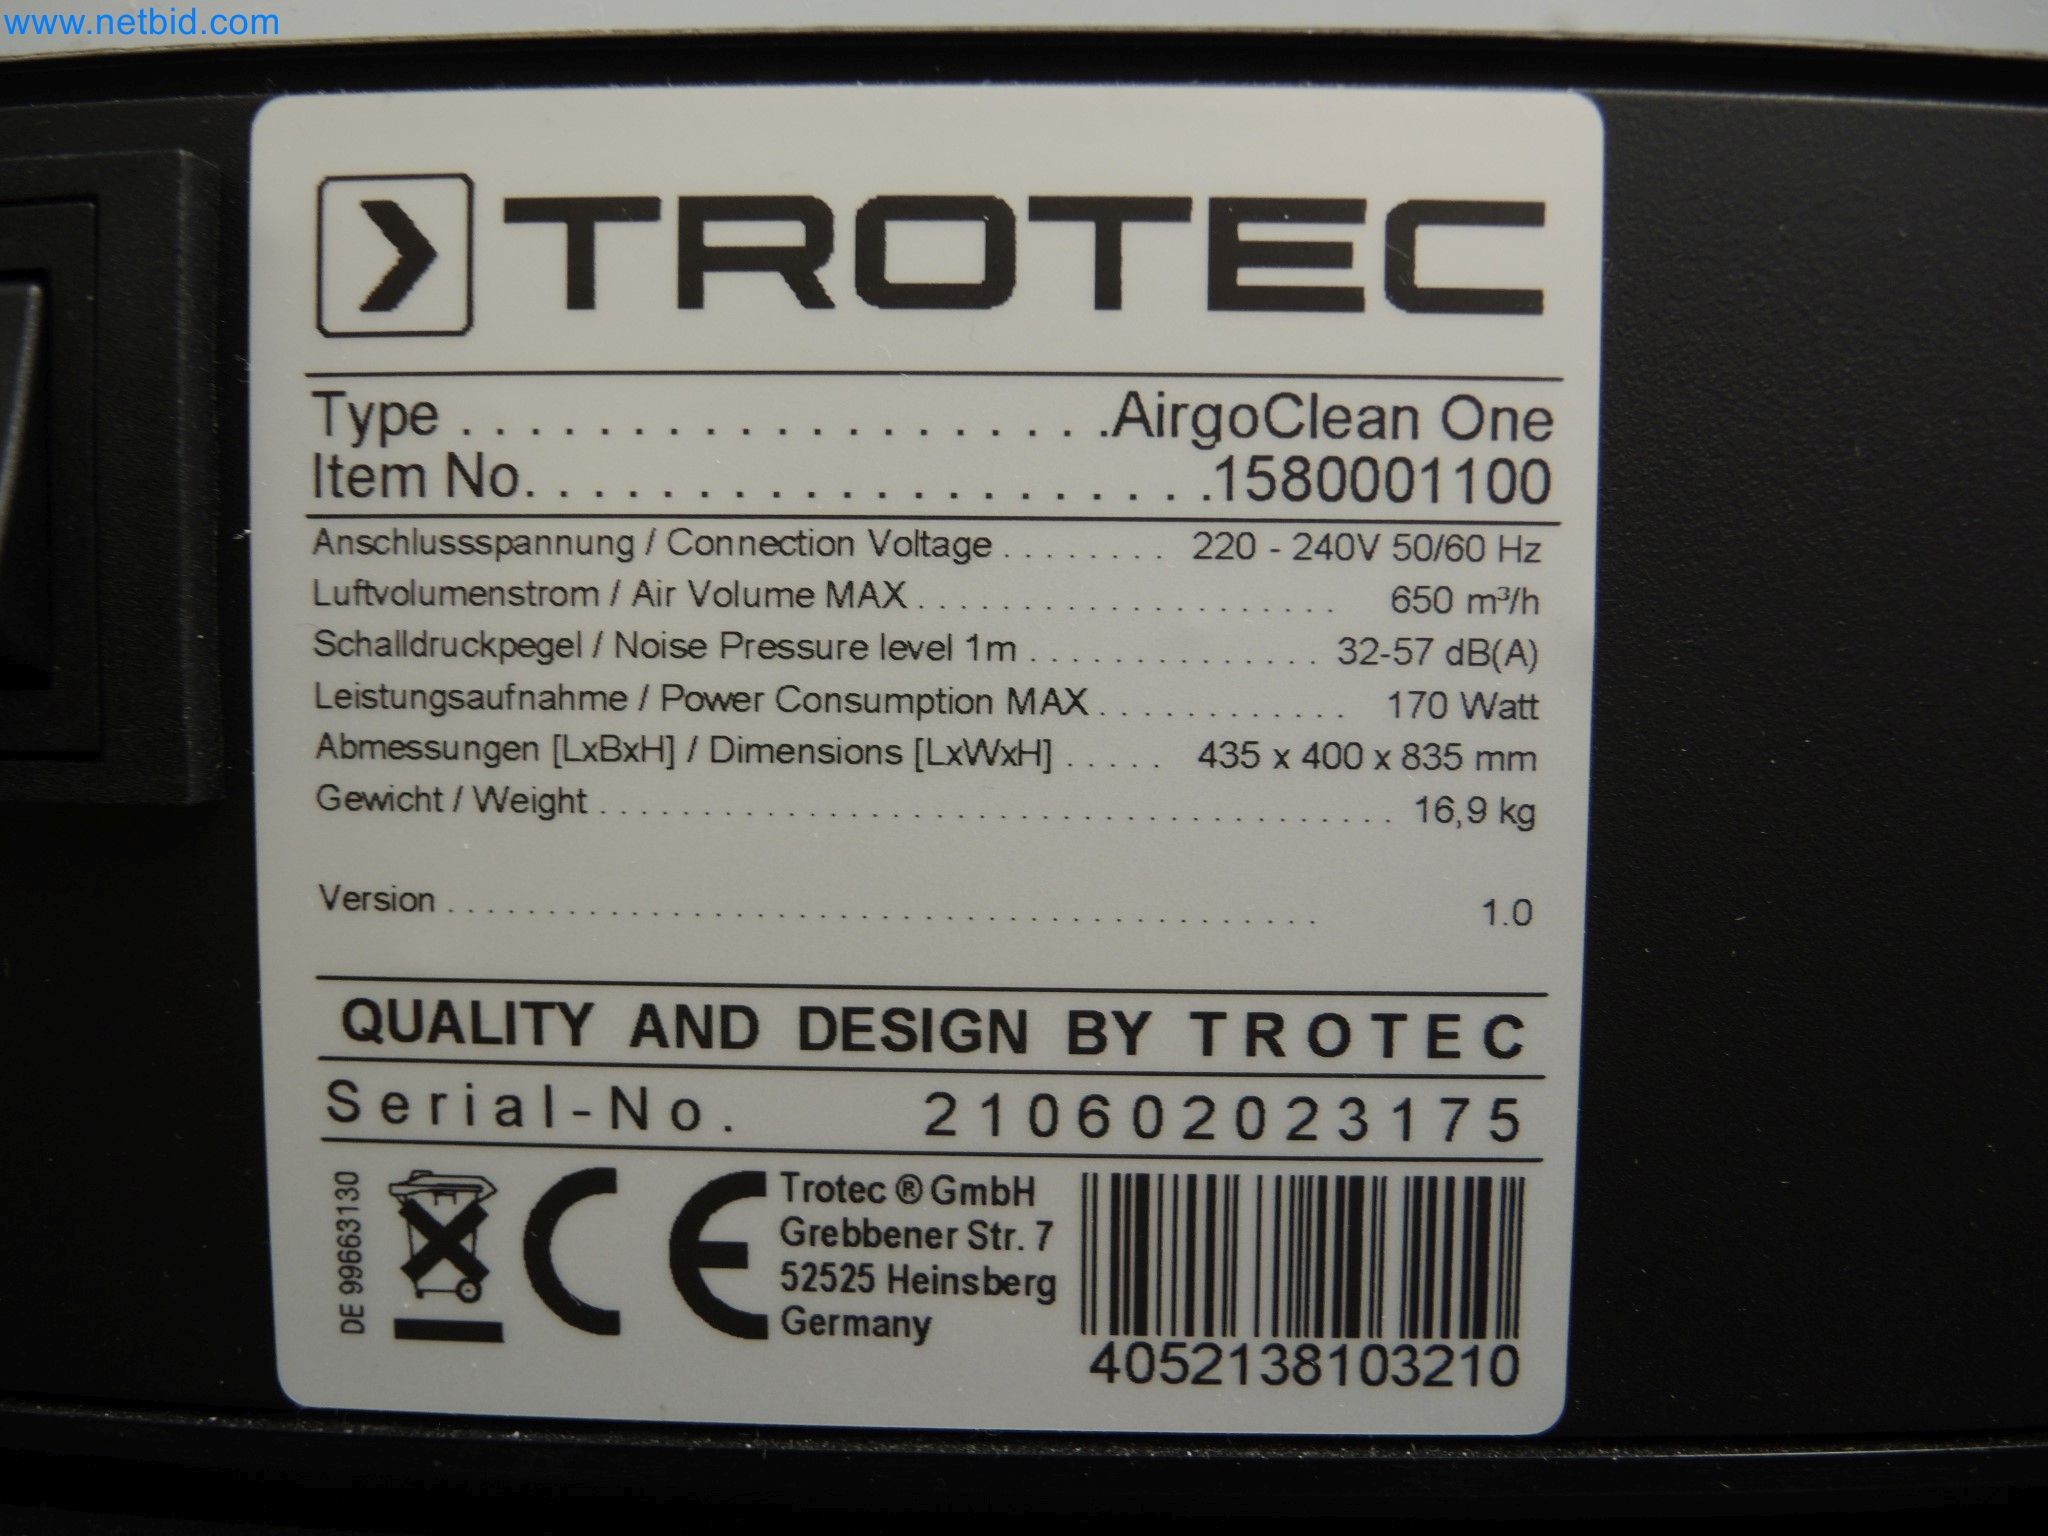 www.netbid.com
TROTEC
Type . . . . . . . . . . . . . . . . . . . .AirgoClean One
Item No. . . . . . . . . . . . . . . . . . . . .1580001100
Anschlussspannung / Connection Voltage . . . . . . . . 220 - 240V 50/60 Hz
Luftvolumenstrom / Air Volume MAX . . . . . . . . . . . . . . . . . . . . 650 m³/h
Schalldruckpegel / Noise Pressure level 1m . . . . . . . . . . . . . . 32-57 dB(A)
Leistungsaufnahme / Power Consumption MAX . . . . . . . . . . . . 170 Watt
Abmessungen [LxBxH] / Dimensions [LxWxH] . . . . . 435 x 400 x 835 mm
Gewicht / Weight . . . . . . . . . . . . . . . . . . . . . . . . . . . . . . . . . . . . . . 16,9 kg
Version . . . . . . . . . . . . . . . . . . . . . . . . . . . . . . . . . . 1.0
QUALITY AND DESIGN BY TROTEC
Serial-No. 210602023175
DE 99663130
Trotec ® GmbH
Grebbener Str. 7
52525 Heinsberg
Germany
4052138103210